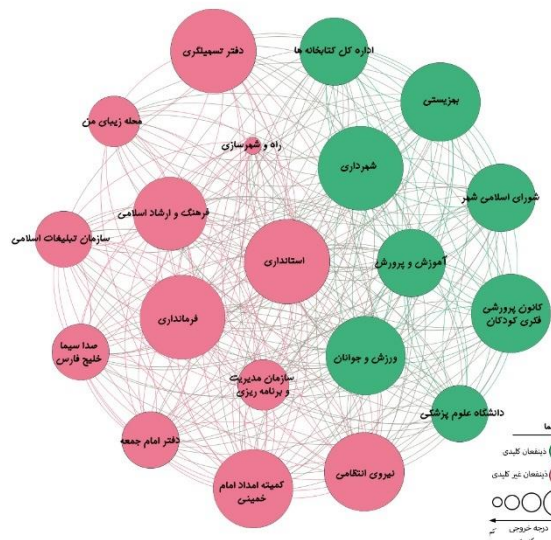 دفتر تسهیلگری
اداره کل کتابخانه ها
بهزیستی
محله زیبای من
راه و شهرسازی
شهرداری
شورای اسلامی شهر
فرهنگ و ارشاد اسلامی
سازمان تبلیغات اسلامی
استانداری
آموزش و پرورش
کانون پرورشی
فکری کودکان
فرمانداری
صدا سیما
خلیج فارس
ورزش و جوانان
سازمان مدیریت
و برنامه ریزی
دانشگاه علوم پزشکی
دفتر امام جمعه
کمیته امداد امام
خمینی
نیروی انتظامی
ذینفعان کلیدی
ذینفعان غیر کلیدی
درجه خروجی
کم